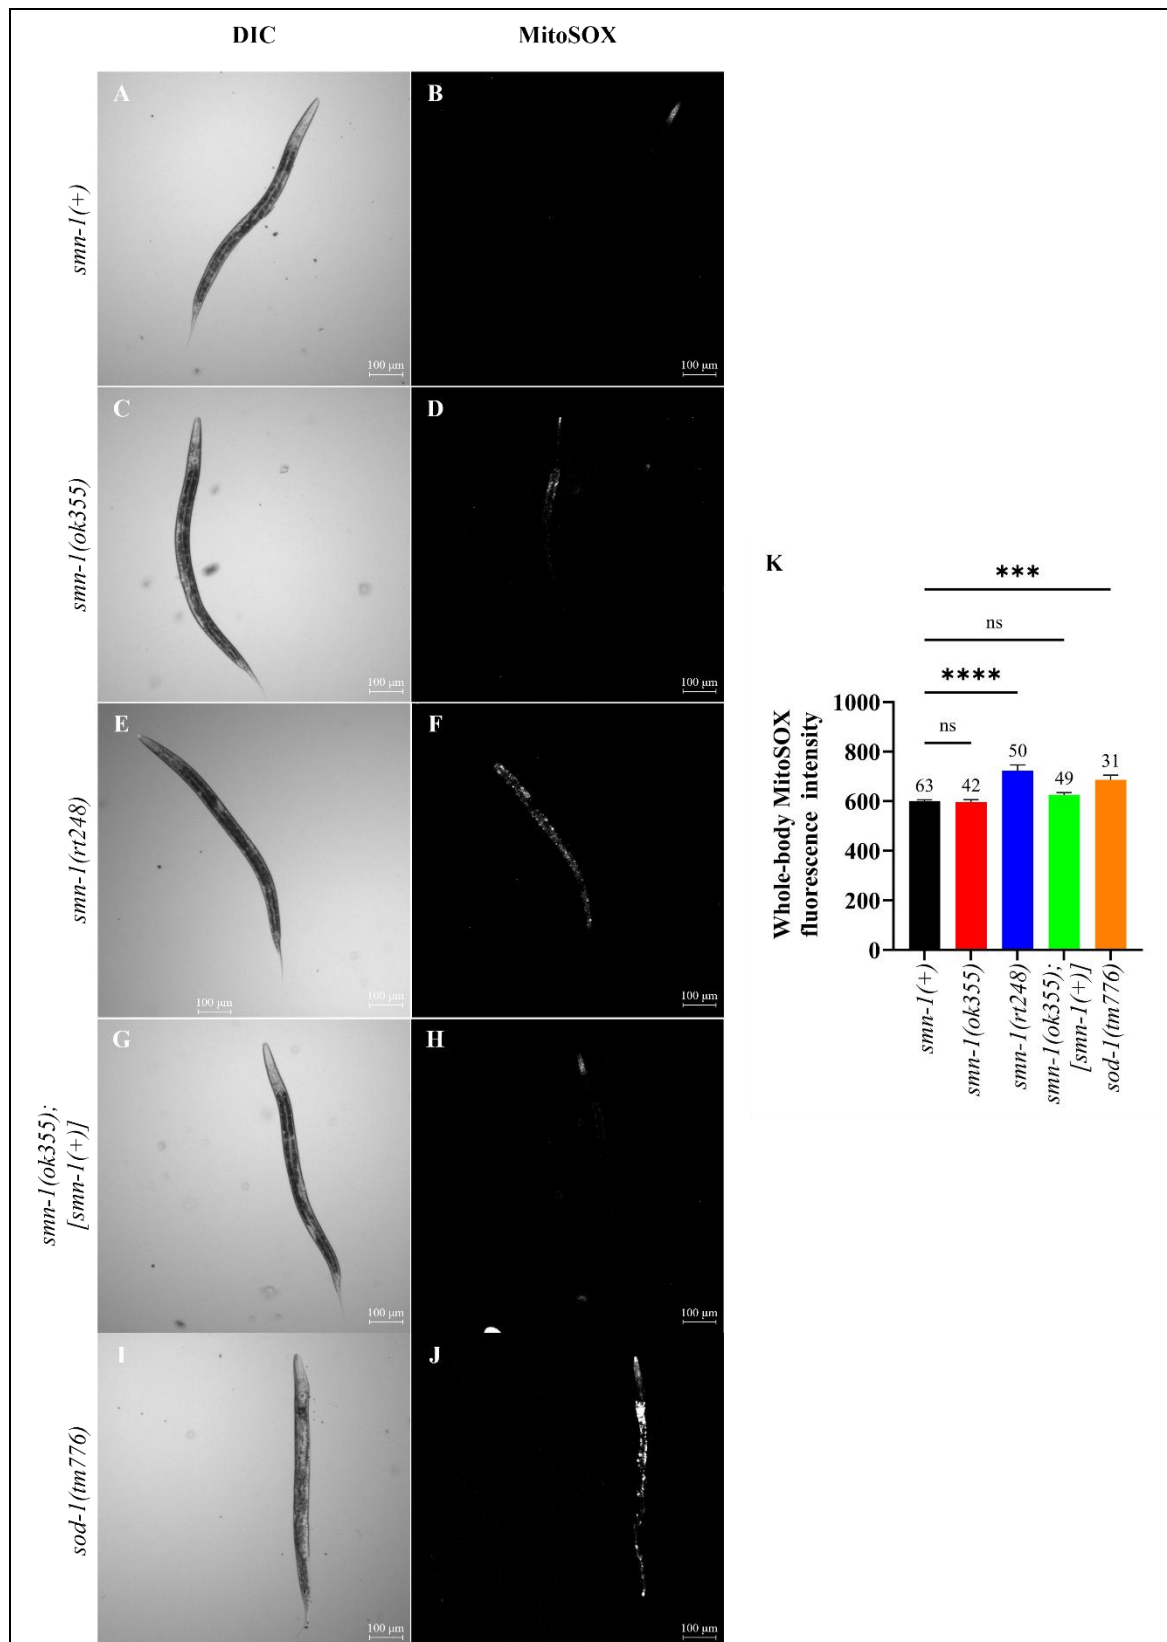 DIC
MitoSOX
smn-1(+)
A
100 µm
B
100 µm
smn-1(ok355)
C
100 µm
D
100 µm
smn-1(rt248)
E
100 µm
F
100 µm
smn-1(ok355);
[smn-1(+)]
G
100 µm
H
100 µm
sod-1(tm776)
I
100 µm
J
100 µm
K
***
ns
****
ns
Whole-body MitoSOX
fluorescence intensity
1000
800
600
400
200
0
63
42
50
49
31
smn-1(+)
smn-1(ok355)
smn-1(rt248)
smn-1(ok355);
[smn-1(+)]
sod-1(tm776)